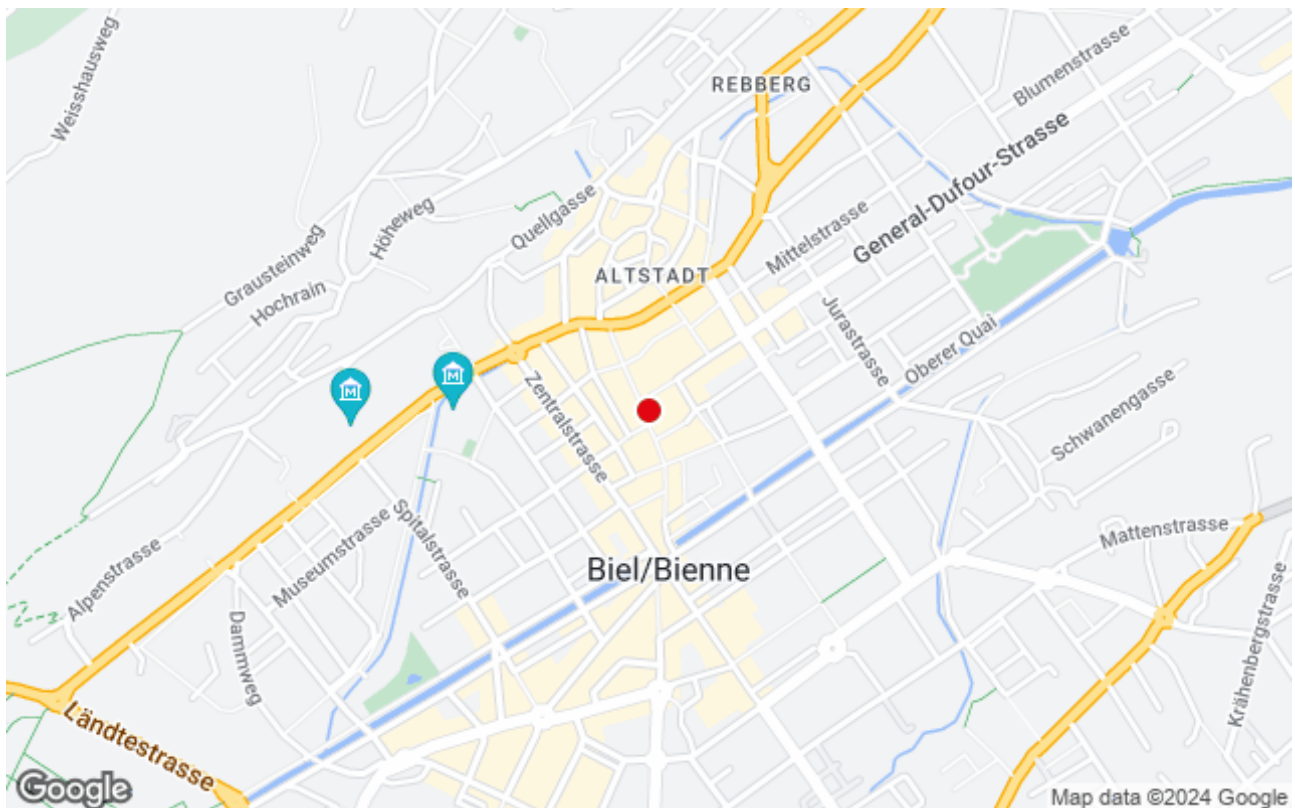 Weisshausweg
REBBERG
Blumenstrasse
General-Dufour-Strasse
Quellgasse
Höheweg
Grausteinweg
Hochrain
ALTSTADT
Mittelstrasse
Jurastrasse
Oberer Quai
Zentralstrasse
Schwanengasse
M
M
Museumstrasse
Spitalstrasse
Alpenstrasse
Dammweg
Biel/Bienne
Mattenstrasse
Krähenbergstrasse
Ländtestrasse
Google
Map data ©2024 Google